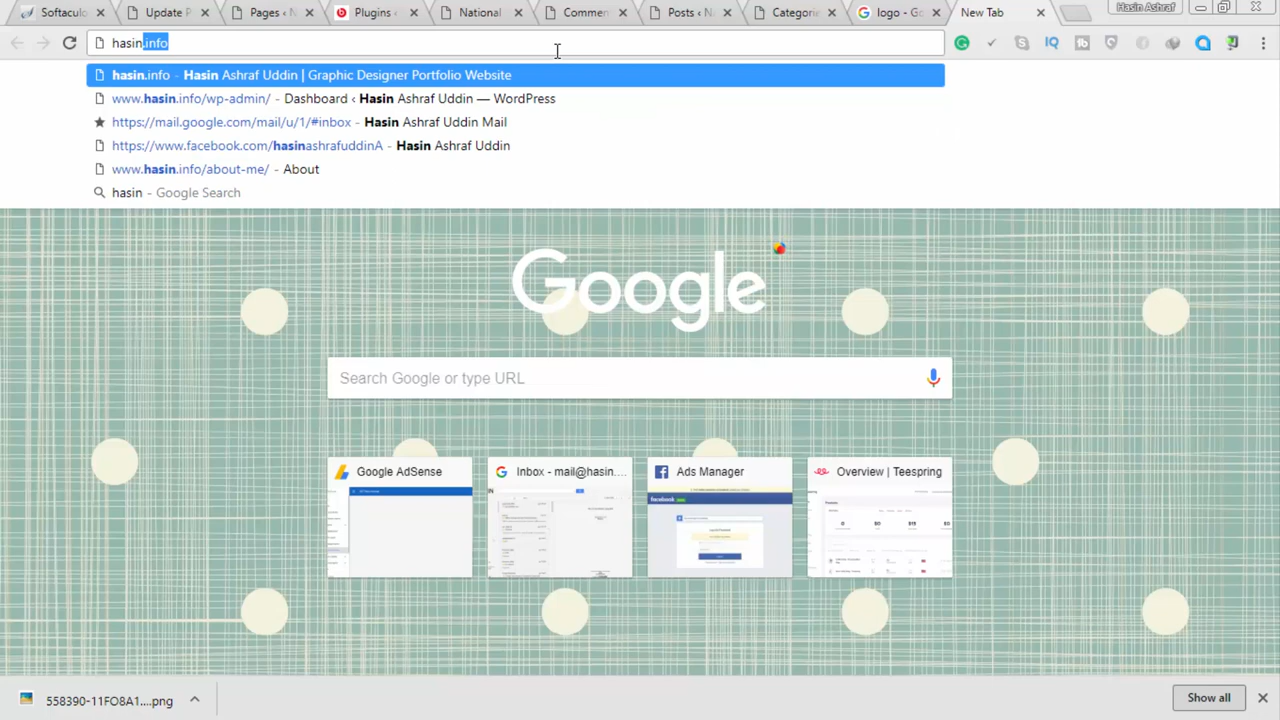 Softaculo
Update P
Pages ‹ N
Plugins ‹
National
Commen
Posts ‹ N
Categorie
logo - Go
New Tab
Hasin Ashraf
hasin.info
hasin.info - Hasin Ashraf Uddin | Graphic Designer Portfolio Website
www.hasin.info/wp-admin/ - Dashboard ‹ Hasin Ashraf Uddin — WordPress
https://mail.google.com/mail/u/1/#inbox - Hasin Ashraf Uddin Mail
https://www.facebook.com/hasinashrafuddinA - Hasin Ashraf Uddin
www.hasin.info/about-me/ - About
hasin - Google Search
Google
Search Google or type URL
Google AdSense
Inbox - mail@hasin....
Ads Manager
Overview | Teespring
facebook
558390-11FO8A1....png
Show all